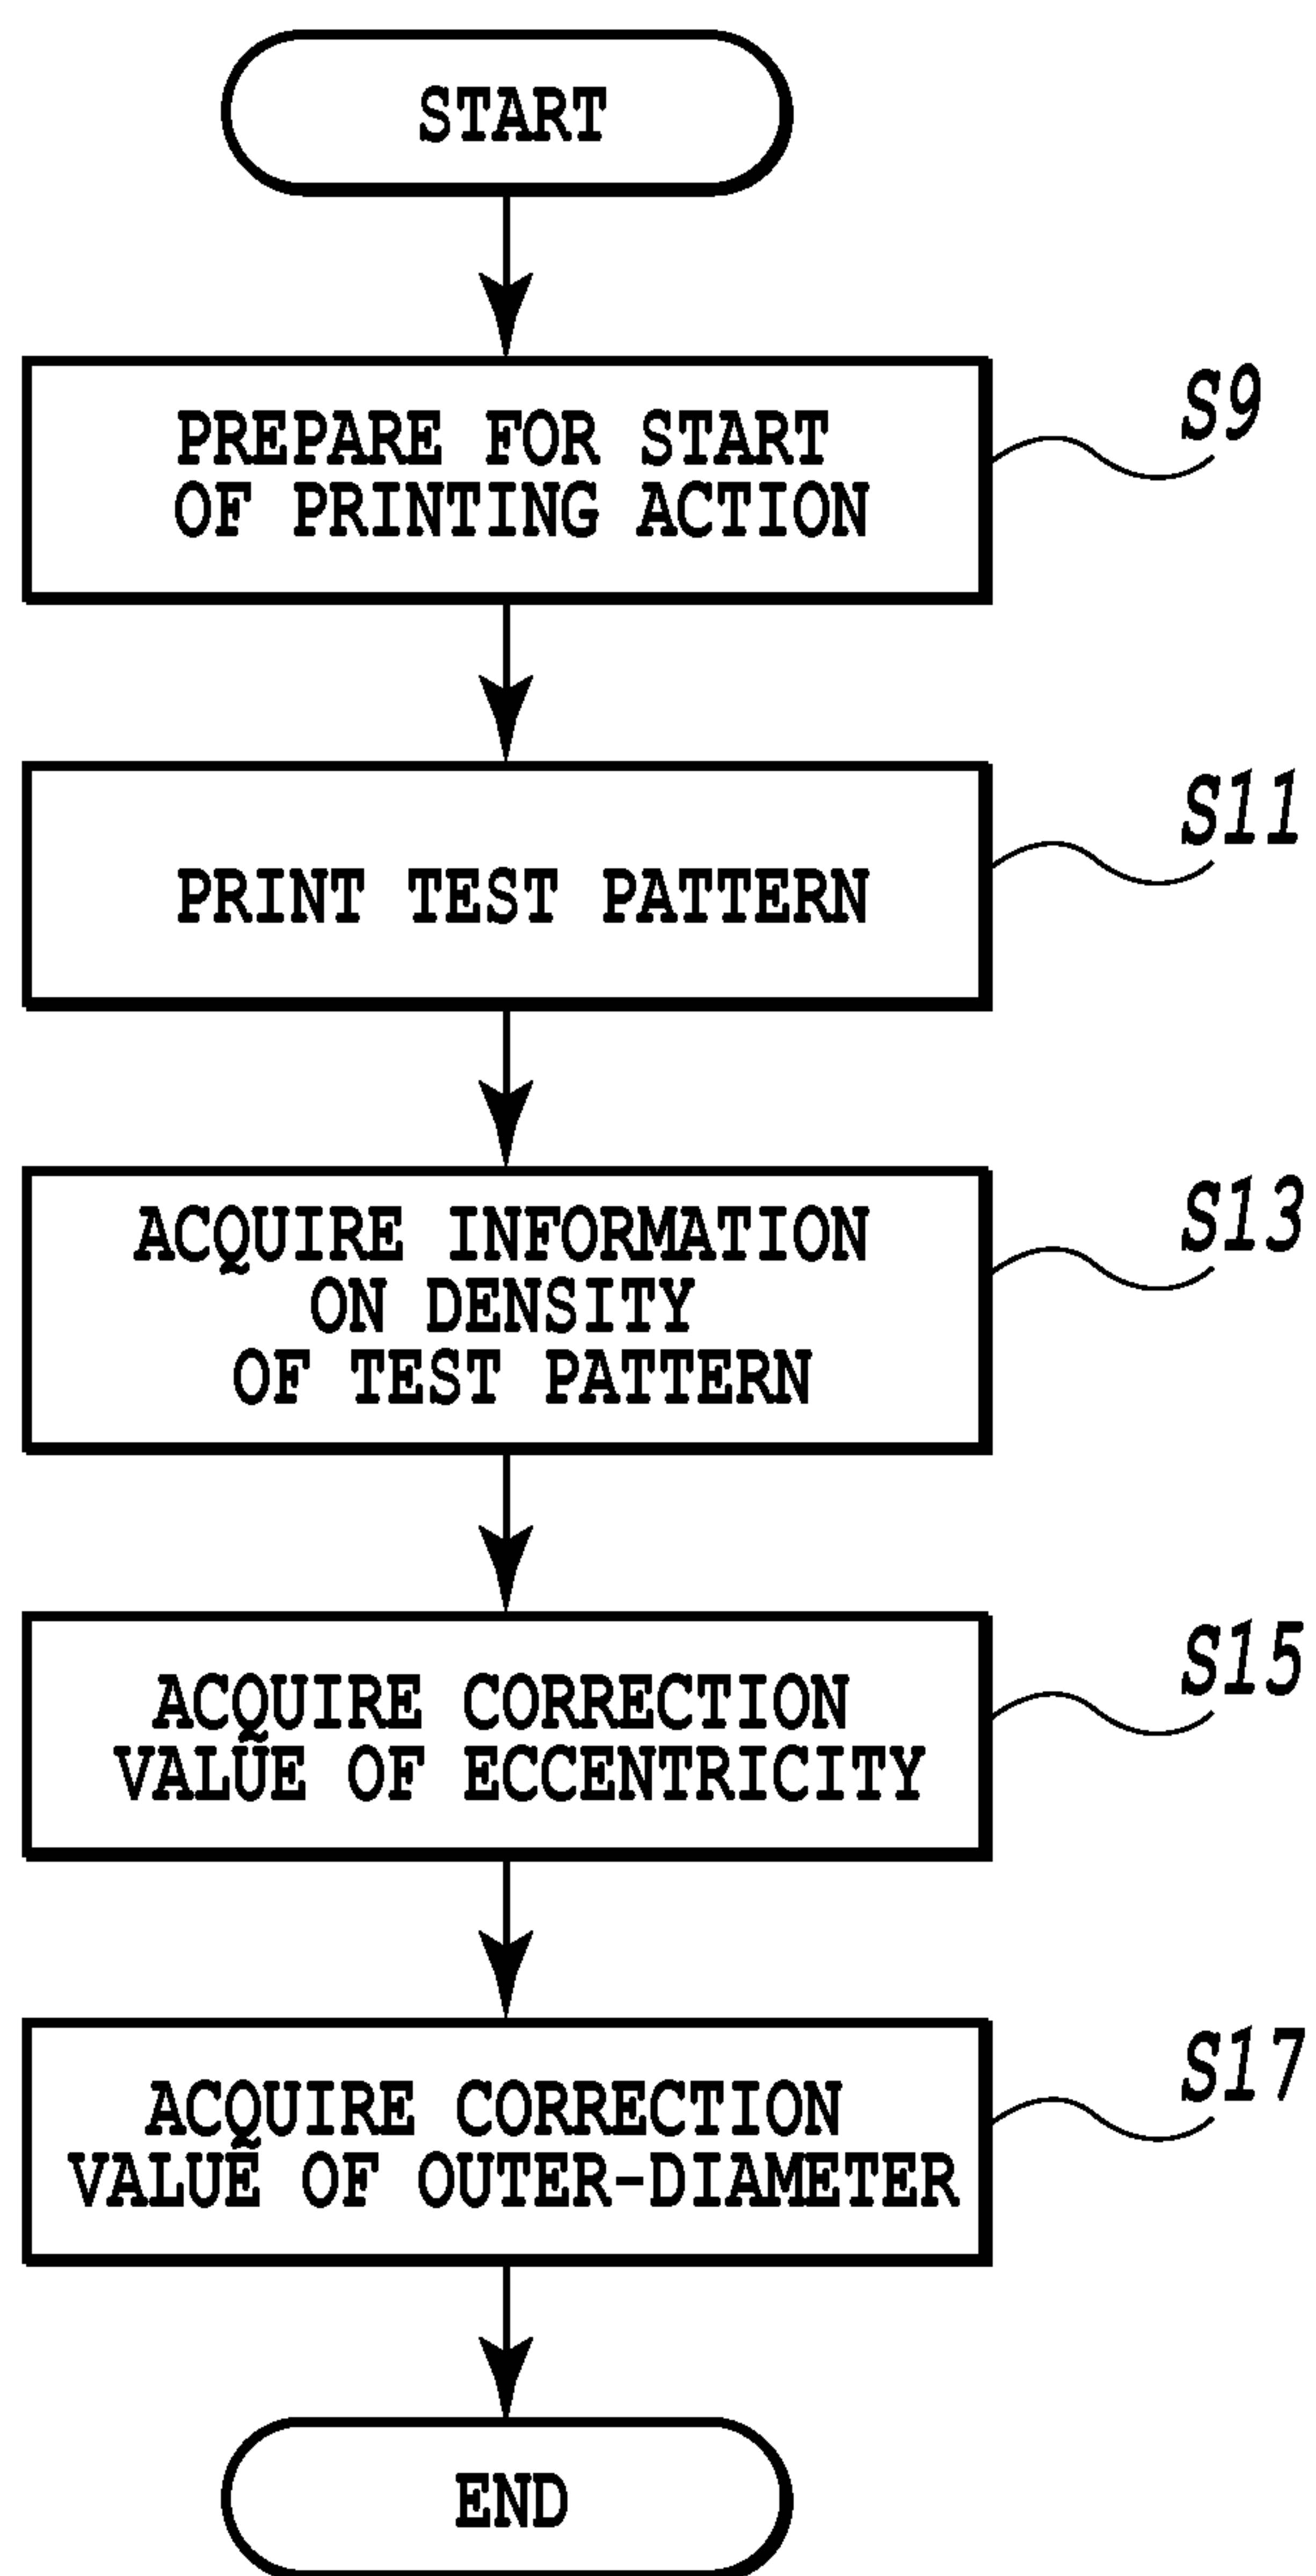 START
PREPARE FOR START
OF PRINTING ACTION
S9
PRINT TEST PATTERN
S11
ACQUIRE INFORMATION
ON DENSITY
OF TEST PATTERN
S13
ACQUIRE CORRECTION
VALUE OF ECCENTRICITY
S15
ACQUIRE CORRECTION
VALUE OF OUTER-DIAMETER
S17
END